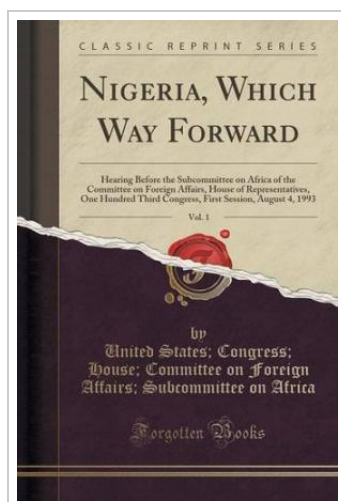 CLASSIC REPRINT SERIES
NIGERIA, WHICH
WAY FORWARD
Hearing Before the Subcommittee on Africa of the
Committee on Foreign Affairs, House of Representatives,
One Hundred Third Congress, First Session, August 4, 1993
Vol. 1
by
United States; Congress;
House; Committee on Foreign
Affairs; Subcommittee on Africa
Forgotten Books